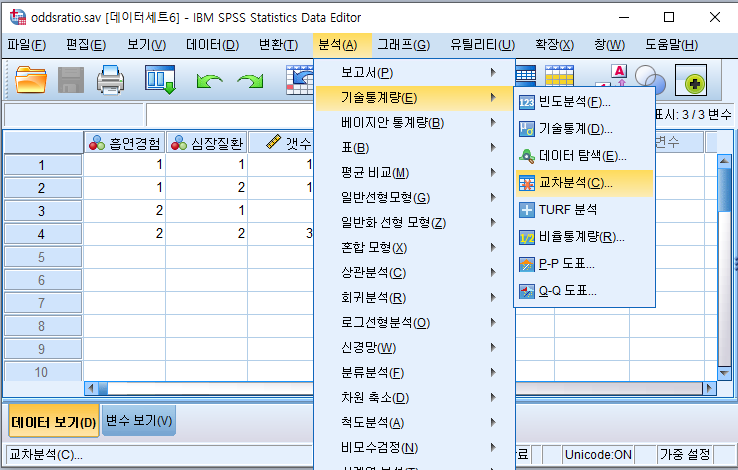 oddsratio.sav [데이터세트6] - IBM SPSS Statistics Data Editor
파일(F) 편집(E) 보기(V) 데이터(D) 변환(T) 분석(A) 그래프(G) 유틸리티(U) 확장(X) 창(W) 도움말(H)
표시: 3 / 3 변수
흡연경험 심장질환 갯수 변수
1 1 1 1
2 1 2 1
3 2 1
4 2 2 3
5
6
7
8
9
10
보고서(P)
기술통계량(E)
베이지안 통계량(B)
표(B)
평균 비교(M)
일반선형모형(G)
일반화 선형 모형(Z)
혼합 모형(X)
상관분석(C)
회귀분석(R)
로그선형분석(O)
신경망(W)
분류분석(F)
차원 축소(D)
척도분석(A)
비모수검정(N)
123 빈도분석(F)...
기술통계(D)...
데이터 탐색(E)...
교차분석(C)...
TURF 분석
1/2 비율통계량(R)...
P-P 도표...
Q-Q 도표...
데이터 보기(D) 변수 보기(V)
교차분석(C)... Unicode:ON 가중 설정